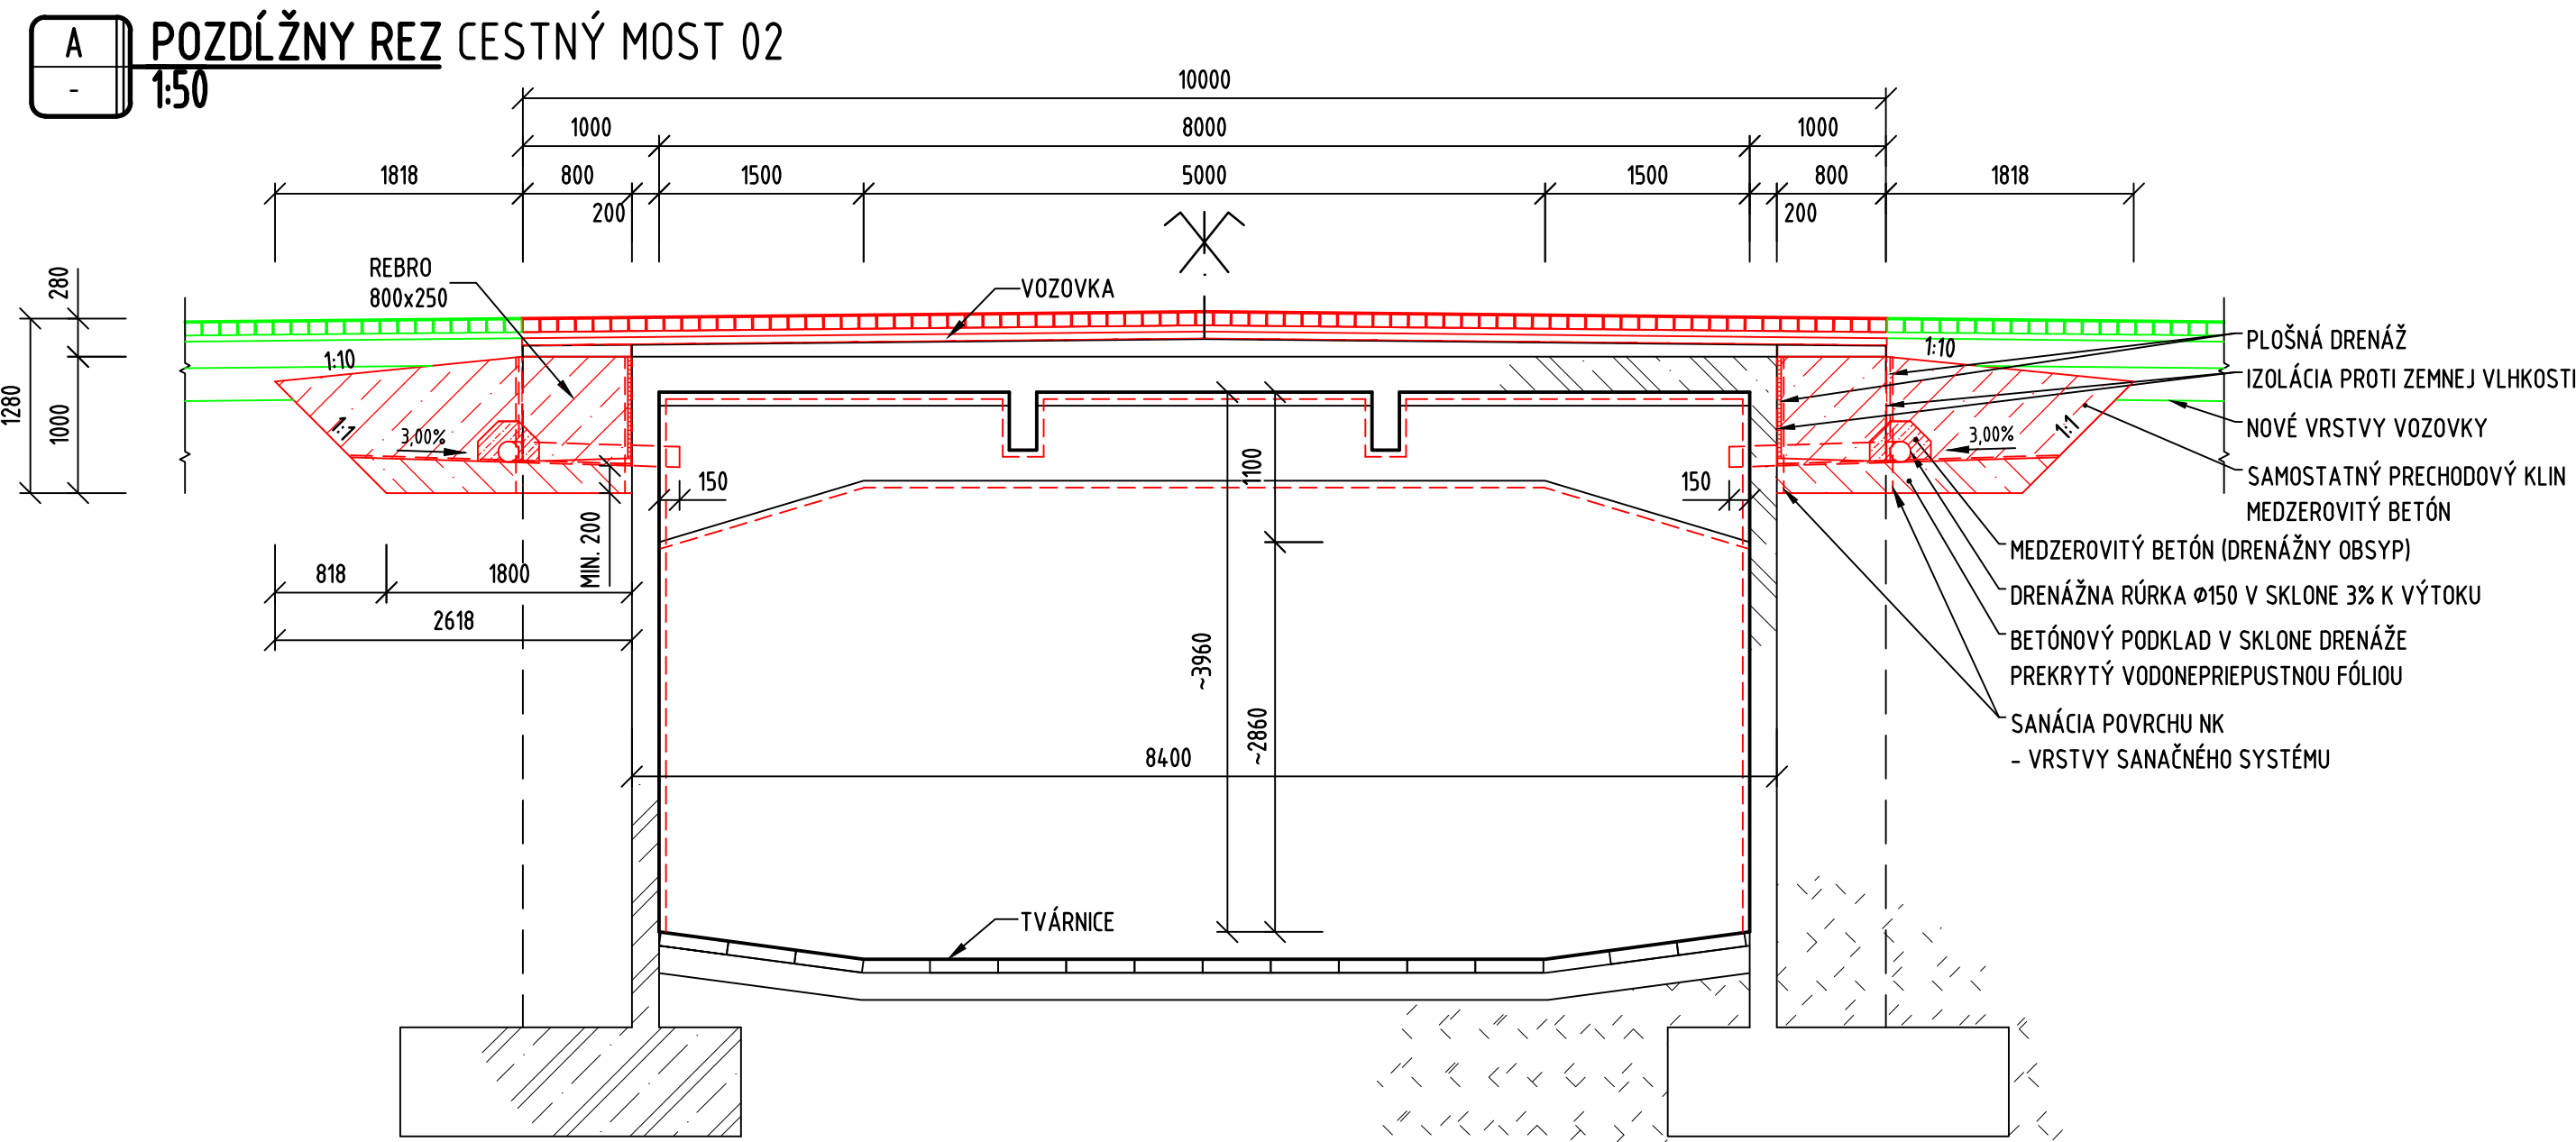 A
-
POZDĹŽNY REZ CESTNÝ MOST 02
1:50
10000
1000
8000
1000
1818
800
1500
5000
1500
800
1818
200
200
280
1280
1000
REBRO
800x250
VOZOVKA
1:10
1:10
1:1
1:1
3,00%
3,00%
PLOŠNÁ DRENÁŽ
IZOLÁCIA PROTI ZEMNEJ VLHKOSTI
NOVÉ VRSTVY VOZOVKY
SAMOSTATNÝ PRECHODOVÝ KLIN
MEDZEROVITÝ BETÓN
MEDZEROVITÝ BETÓN (DRENÁŽNY OBSYP)
DRENÁŽNA RÚRKA Ø150 V SKLONE 3% K VÝTOKU
BETÓNOVÝ PODKLAD V SKLONE DRENÁŽE
PREKRYTÝ VODONEPRIEPUSTNOU FÓLIOU
SANÁCIA POVRCHU NK
- VRSTVY SANAČNÉHO SYSTÉMU
150
150
1100
MIN. 200
818
1800
2618
~3960
~2860
8400
TVÁRNICE